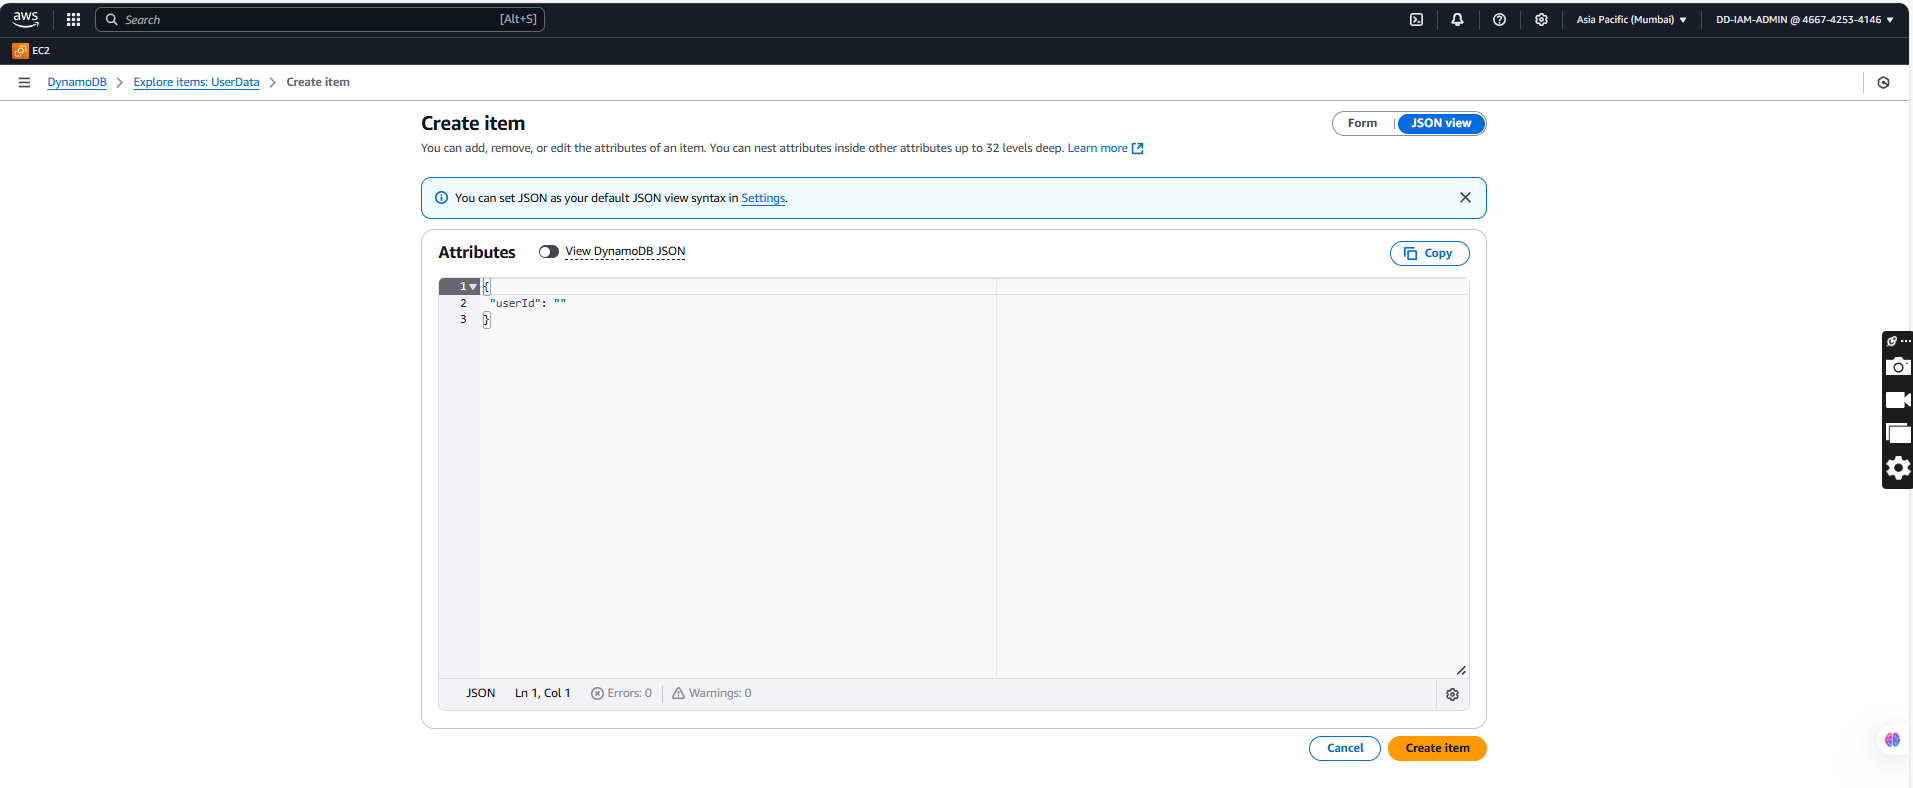 aws Search [Alt+S] Asia Pacific (Mumbai) ▼ DD-IAM-ADMIN @ 4667-4253-4146 ▼
EC2
DynamoDB > Explore items: UserData > Create item
Create item Form | JSON view
You can add, remove, or edit the attributes of an item. You can nest attributes inside other attributes up to 32 levels deep. Learn more
You can set JSON as your default JSON view syntax in Settings.
Attributes View DynamoDB JSON Copy
1 {
2 "userId": ""
3 }
JSON Ln 1, Col 1 Errors: 0 Warnings: 0
Cancel Create item